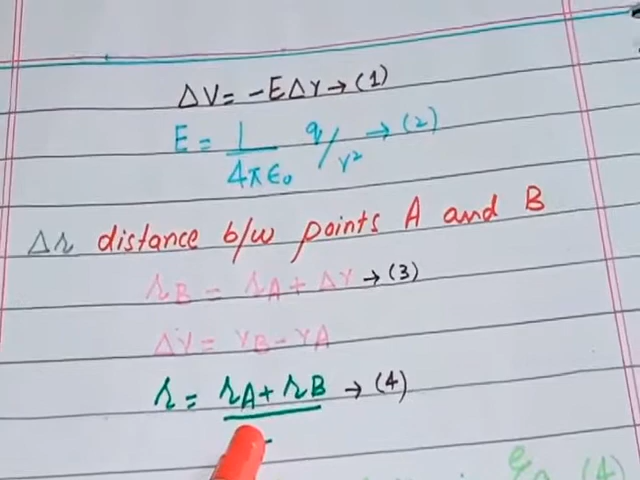 ΔV = -EΔr → (1)
E = 1/4πε₀ q/r² → (2)
Δr distance b/w points A and B
rB = rA + Δr → (3)
Δr = rB - rA
r = rA + rB → (4)
(4)